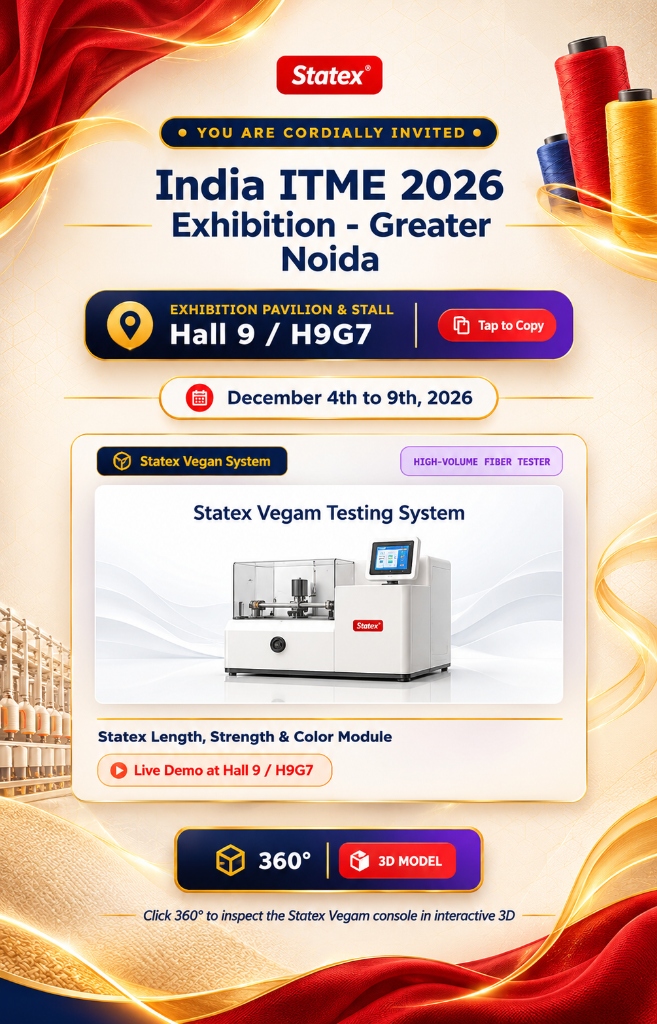 Statex®
YOU ARE CORDIALLY INVITED
India ITME 2026
Exhibition - Greater
Noida
EXHIBITION PAVILION & STALL
Hall 9 / H9G7
Tap to Copy
December 4th to 9th, 2026
Statex Vegan System
HIGH-VOLUME FIBER TESTER
Statex Vegam Testing System
Statex®
Statex Length, Strength & Color Module
Live Demo at Hall 9 / H9G7
360°
3D MODEL
Click 360° to inspect the Statex Vegam console in interactive 3D